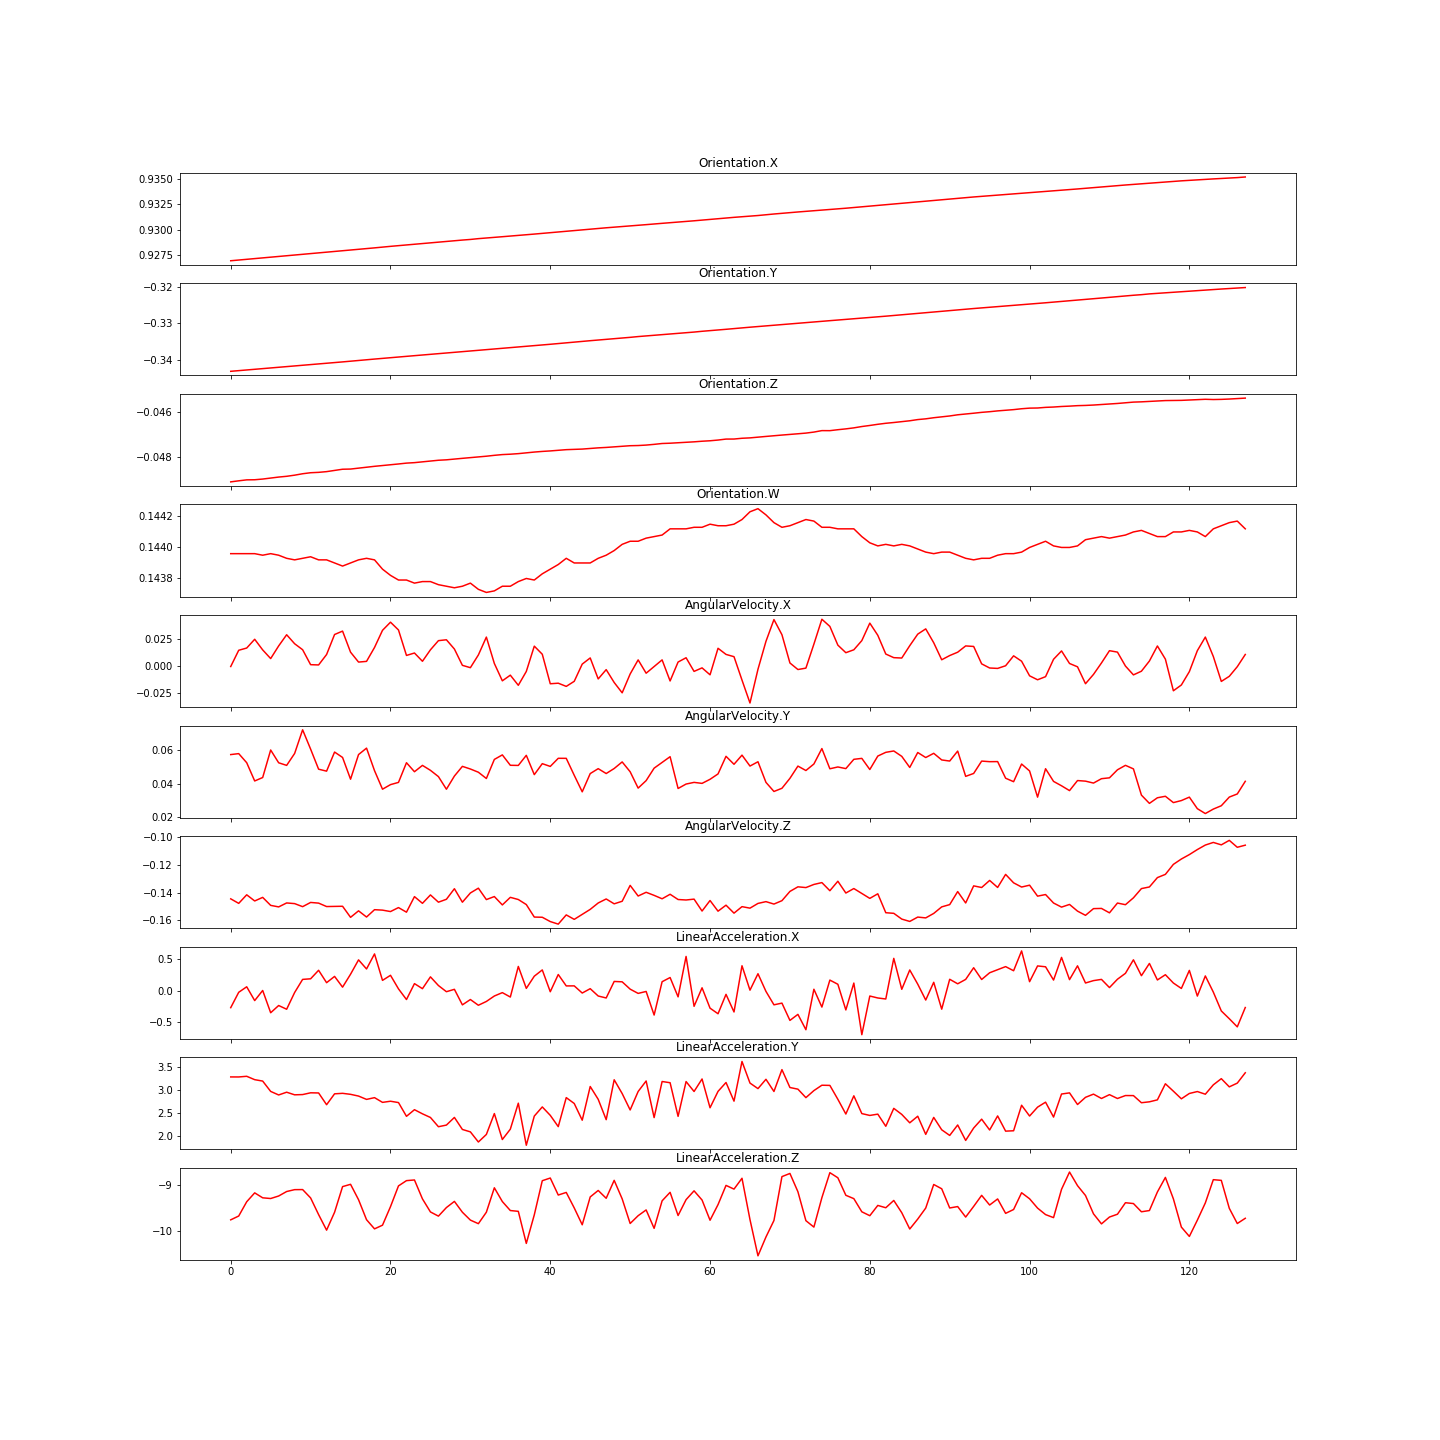 Orientation.X
0.9350
0.9325
0.9300
0.9275
Orientation.Y
−0.32
−0.33
−0.34
Orientation.Z
−0.046
−0.048
Orientation.W
0.1442
0.1440
0.1438
AngularVelocity.X
0.025
0.000
−0.025
AngularVelocity.Y
0.06
0.04
0.02
AngularVelocity.Z
−0.10
−0.12
−0.14
−0.16
LinearAcceleration.X
0.5
0.0
−0.5
LinearAcceleration.Y
3.5
3.0
2.5
2.0
LinearAcceleration.Z
−9
−10
0 20 40 60 80 100 120